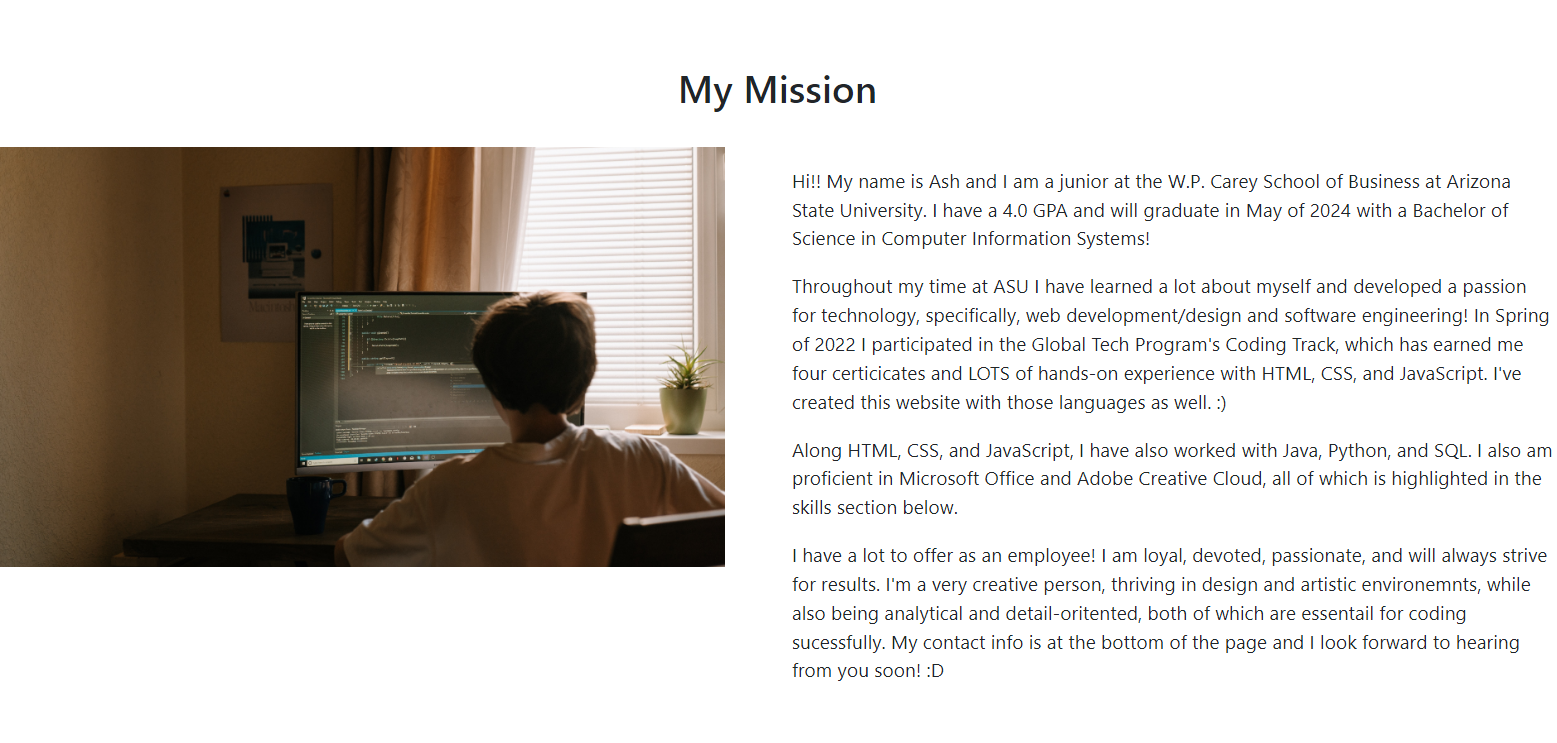 My Mission
Hi!! My name is Ash and I am a junior at the W.P. Carey School of Business at Arizona
State University. I have a 4.0 GPA and will graduate in May of 2024 with a Bachelor of
Science in Computer Information Systems!
Throughout my time at ASU I have learned a lot about myself and developed a passion
for technology, specifically, web development/design and software engineering! In Spring
of 2022 I participated in the Global Tech Program's Coding Track, which has earned me
four certicicates and LOTS of hands-on experience with HTML, CSS, and JavaScript. I've
created this website with those languages as well. :)
Along HTML, CSS, and JavaScript, I have also worked with Java, Python, and SQL. I also am
proficient in Microsoft Office and Adobe Creative Cloud, all of which is highlighted in the
skills section below.
I have a lot to offer as an employee! I am loyal, devoted, passionate, and will always strive
for results. I'm a very creative person, thriving in design and artistic environemnts, while
also being analytical and detail-oritented, both of which are essentail for coding
sucessfully. My contact info is at the bottom of the page and I look forward to hearing
from you soon! :D